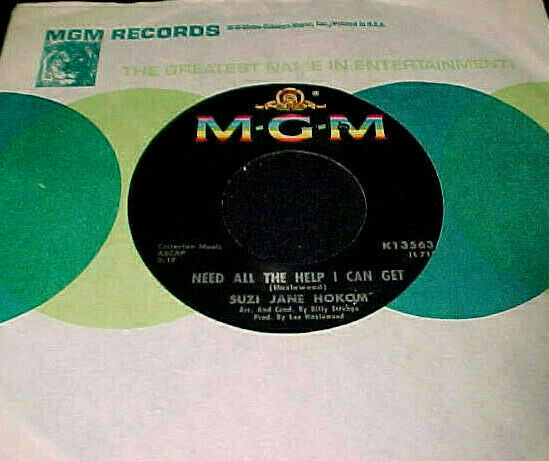 MGM RECORDS
THE GREATEST NAME IN ENTERTAINMENT
M-G-M
Criterion Music
ASCAP
K13563
NEED ALL THE HELP I CAN GET
(Hazlewood)
SUZI JANE HOKOM
Arr. And Cond. By Billy Strange
Prod. By Lee Hazlewood